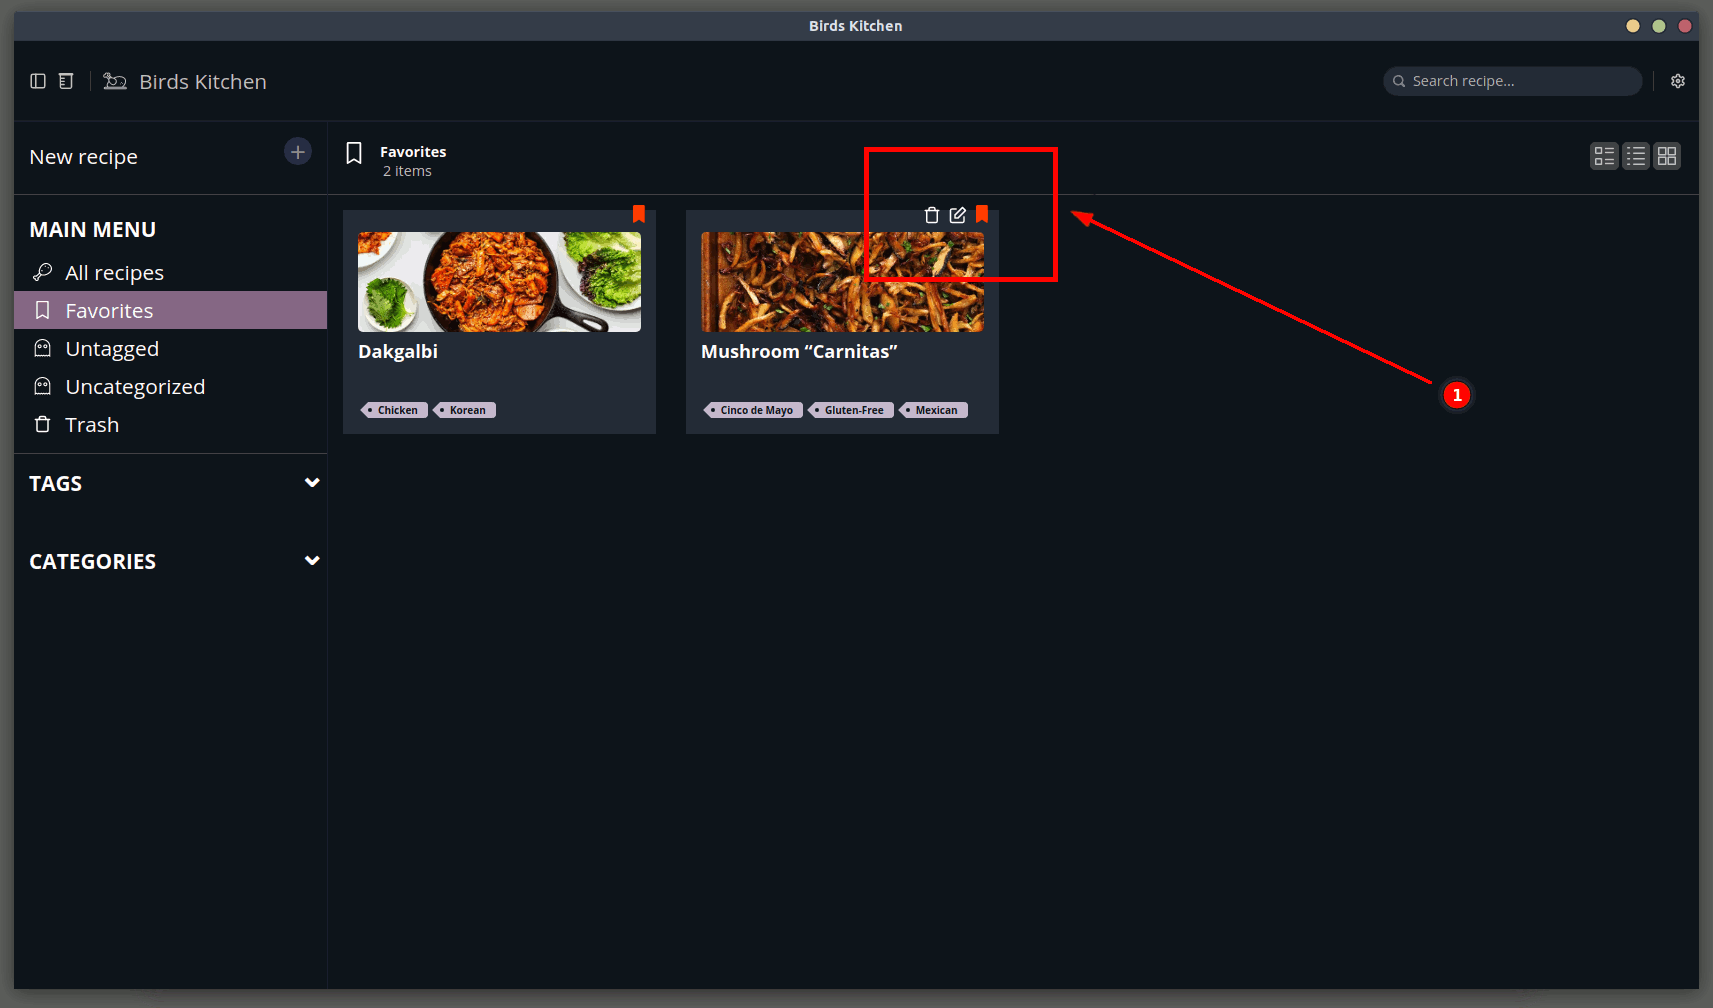 Birds Kitchen
Birds Kitchen
Search recipe...
New recipe
Favorites
2 items
MAIN MENU
All recipes
Favorites
Untagged
Uncategorized
Trash
TAGS
CATEGORIES
Dakgalbi
Chicken
Korean
Mushroom “Carnitas”
Cinco de Mayo
Gluten-Free
Mexican
1